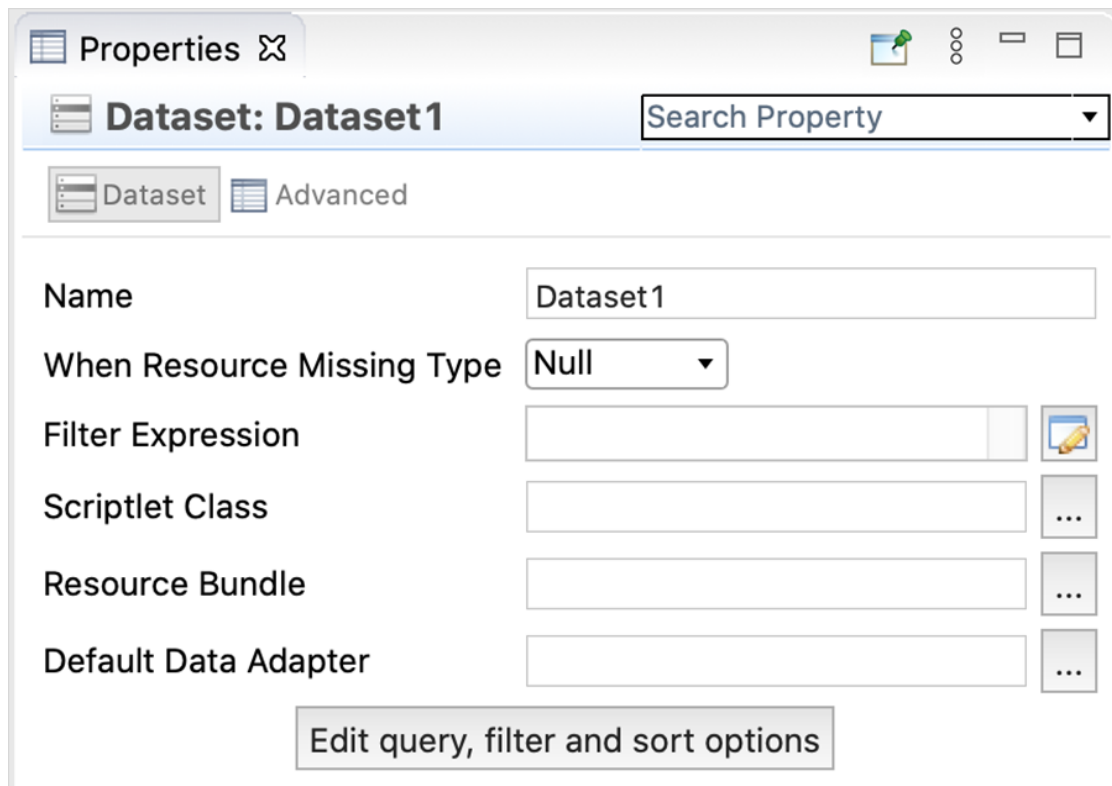 Properties
Dataset: Dataset1 Search Property
Dataset Advanced
Name Dataset1
When Resource Missing Type Null
Filter Expression
Scriptlet Class ...
Resource Bundle ...
Default Data Adapter ...
Edit query, filter and sort options